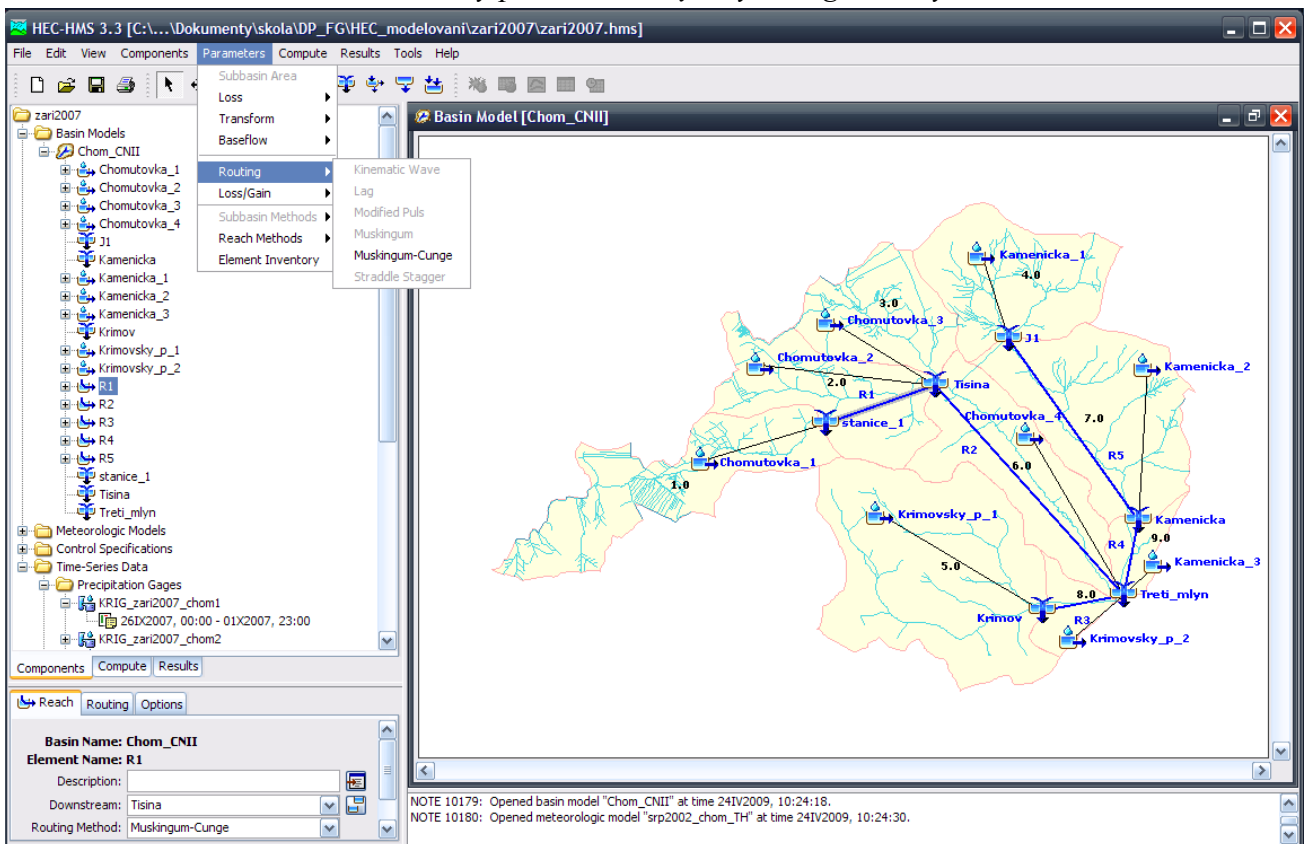 HEC-HMS 3.3 [C:\...\Dokumenty\skola\DP_FG\HEC_modelovani\zari2007\zari2007.hms]
File Edit View Components Parameters Compute Results Tools Help
Subbasin Area
Loss
Transform
Baseflow
Routing
Loss/Gain
Subbasin Methods
Reach Methods
Element Inventory
Kinematic Wave
Lag
Modified Puls
Muskingum
Muskingum-Cunge
Straddle Stagger
zari2007
Basin Models
Chom_CNII
Chomutovka_1
Chomutovka_2
Chomutovka_3
Chomutovka_4
J1
Kamenicka
Kamenicka_1
Kamenicka_2
Kamenicka_3
Krimov
Krimovsky_p_1
Krimovsky_p_2
R1
R2
R3
R4
R5
stanice_1
Tisina
Treti_mlyn
Meteorologic Models
Control Specifications
Time-Series Data
Precipitation Gages
KRIG_zari2007_chom1
26IX2007, 00:00 - 01X2007, 23:00
KRIG_zari2007_chom2
Components Compute Results
Reach Routing Options
Basin Name: Chom_CNII
Element Name: R1
Description:
Downstream: Tisina
Routing Method: Muskingum-Cunge
Basin Model [Chom_CNII]
Kamenicka_1
4.0
3.0
Chomutovka_3
J1
Chomutovka_2
Kamenicka_2
2.0
Tisina
R1
stanice_1
Chomutovka_4
7.0
R2
R5
Chomutovka_1
6.0
1.0
Krimovsky_p_1
Kamenicka
9.0
R4
Kamenicka_3
5.0
8.0
Treti_mlyn
Krimov
R3
Krimovsky_p_2
NOTE 10179: Opened basin model "Chom_CNII" at time 24IV2009, 10:24:18.
NOTE 10180: Opened meteorologic model "srp2002_chom_TH" at time 24IV2009, 10:24:30.